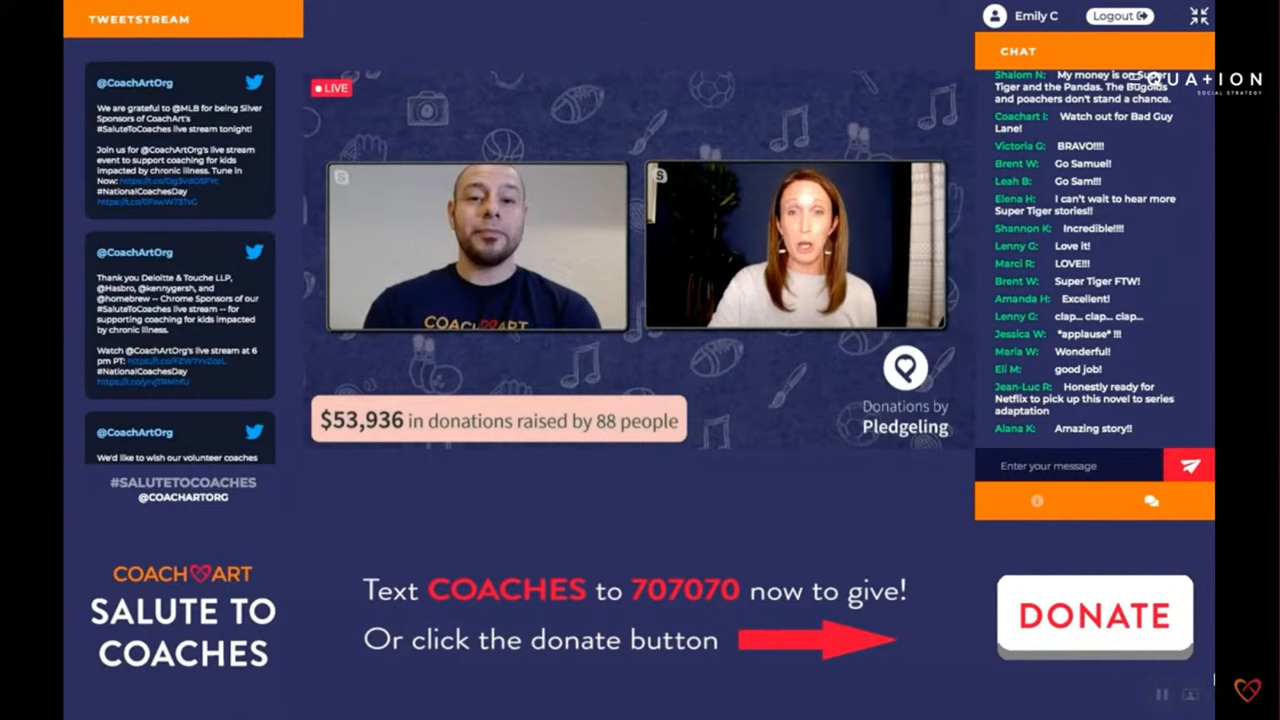 TWEETSTREAM
@CoachArtOrg
We are grateful to @MLB for being Silver
Sponsors of CoachArt's
#SaluteToCoaches live stream tonight!
Join us for @CoachArtOrg's live stream
event to support coaching for kids
impacted by chronic illness. Tune in
Now:
#NationalCoachesDay
@CoachArtOrg
Thank you Deloitte & Touche LLP,
@Hasbro, @kennygersh, and
@homebrew -- Chrome Sponsors of our
#SaluteToCoaches live stream -- for
supporting coaching for kids impacted
by chronic illness.
Watch @CoachArtOrg's live stream at 6
pm PT:
#NationalCoachesDay
@CoachArtOrg
We'd like to wish our volunteer coaches
#SALUTETOCOACHES
@COACHARTORG
LIVE
COACH ART
$53,936 in donations raised by 88 people
Donations by
Pledgeling
Emily C
Logout
CHAT
EQUATION
SOCIAL STRATEGY
Shalom N: My money is on Super
Tiger and the Pandas. The Bugoids
and poachers don't stand a chance.
Coachart I: Watch out for Bad Guy
Lane!
Victoria G: BRAVO!!!!
Brent W: Go Samuel!
Leah B: Go Sam!!!
Elena H: I can't wait to hear more
Super Tiger stories!!
Shannon K: Incredible!!!!
Lenny G: Love it!
Marci R: LOVE!!!
Brent W: Super Tiger FTW!
Amanda H: Excellent!
Lenny G: clap... clap... clap...
Jessica W: *applause* !!!
Maria W: Wonderful!
Eli M: good job!
Jean-Luc R: Honestly ready for
Netflix to pick up this novel to series
adaptation
Alana K: Amazing story!!
Enter your message
COACH ART
SALUTE TO
COACHES
Text COACHES to 707070 now to give!
Or click the donate button
DONATE